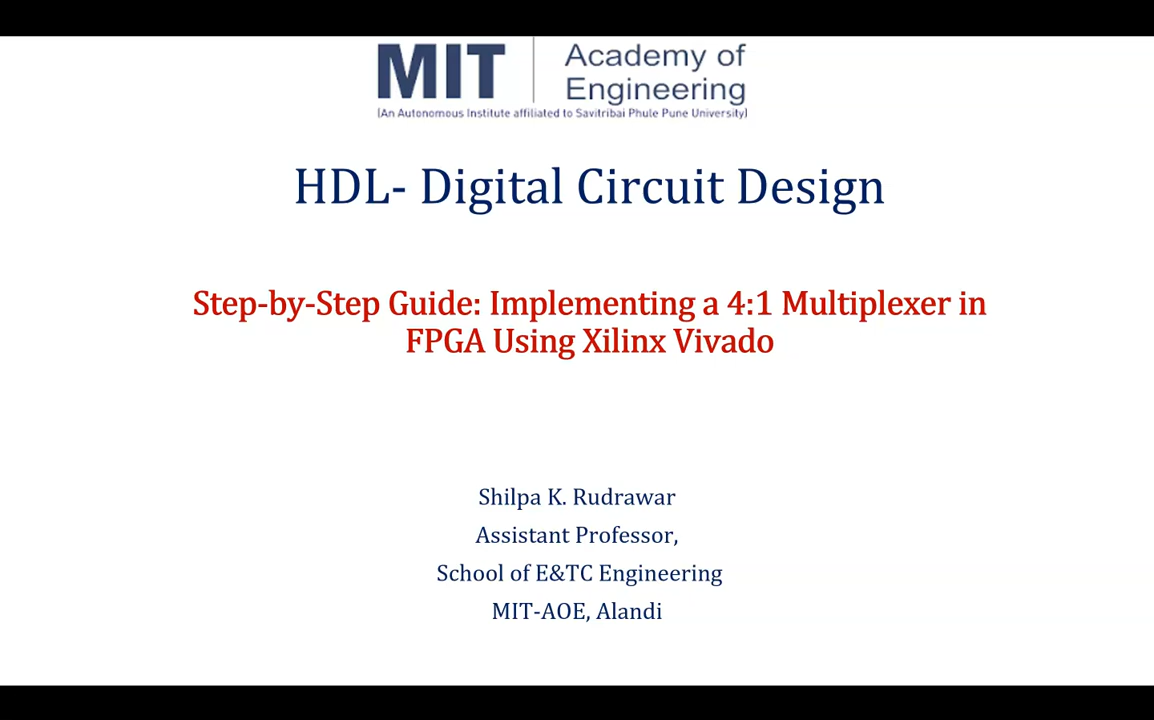 MIT
Academy of
Engineering
(An Autonomous Institute affiliated to Savitribai Phule Pune University)
HDL- Digital Circuit Design
Step-by-Step Guide: Implementing a 4:1 Multiplexer in
FPGA Using Xilinx Vivado
Shilpa K. Rudrawar
Assistant Professor,
School of E&TC Engineering
MIT-AOE, Alandi